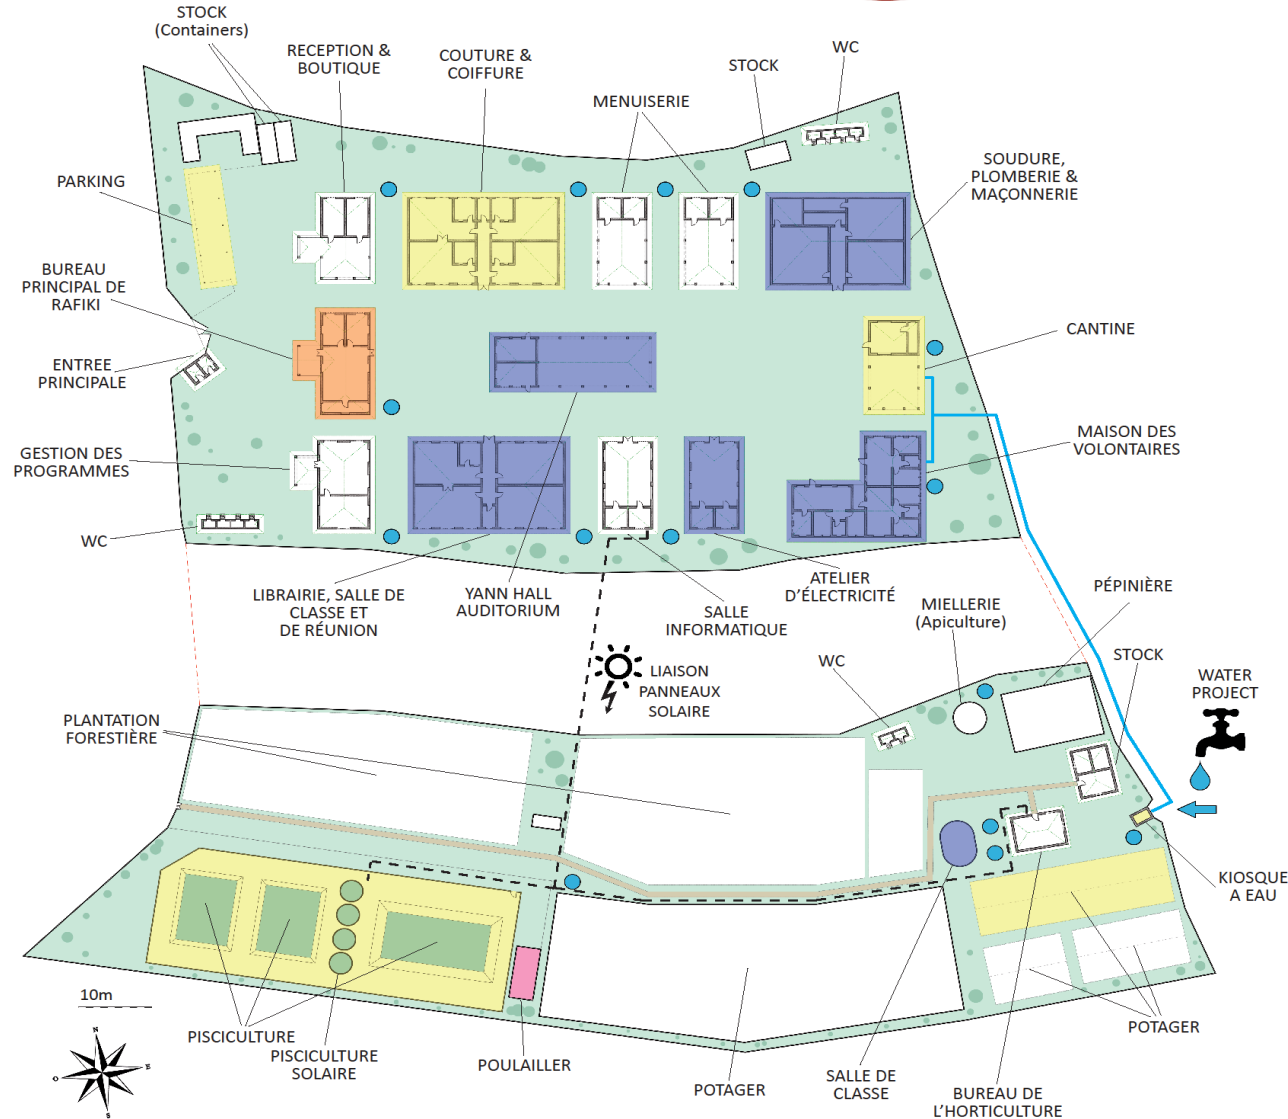 STOCK
(Containers)
RECEPTION &
BOUTIQUE
COUTURE &
COIFFURE
MENUISERIE
STOCK
WC
SOUDURE,
PLOMBERIE &
MAÇONNERIE
PARKING
BUREAU
PRINCIPAL DE
RAFIKI
ENTREE
PRINCIPALE
CANTINE
GESTION DES
PROGRAMMES
MAISON DES
VOLONTAIRES
WC
LIBRAIRIE, SALLE DE
CLASSE ET
DE RÉUNION
YANN HALL
AUDITORIUM
SALLE
INFORMATIQUE
ATELIER
D'ÉLECTRICITÉ
MIELLERIE
(Apiculture)
PÉPINIÈRE
STOCK
WC
LIAISON
PANNEAUX
SOLAIRE
WATER
PROJECT
PLANTATION
FORESTIÈRE
KIOSQUE
A EAU
10m
N
E
S
O
PISCICULTURE
PISCICULTURE
SOLAIRE
POULAILLER
POTAGER
SALLE DE
CLASSE
BUREAU DE
L'HORTICULTURE
POTAGER